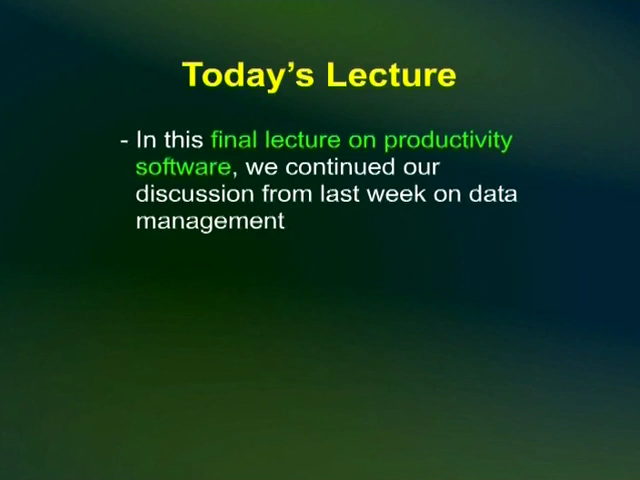 Today's Lecture
- In this final lecture on productivity
software, we continued our
discussion from last week on data
management